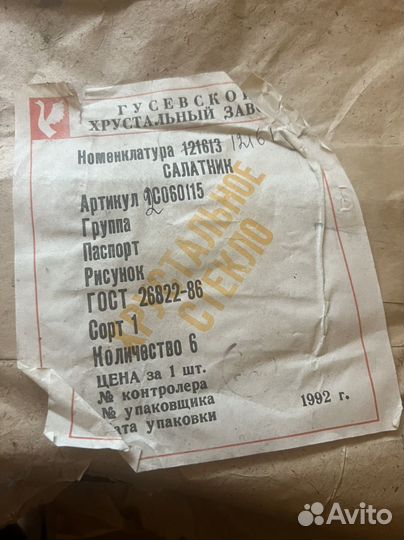 ГУСЕВСКОЙ
ХРУСТАЛЬНЫЙ ЗАВО
Номенклатура 121613
САЛАТНИК
Артикул 2С060115
Группа
Паспорт
Рисунок
ГОСТ 26822-86
Сорт 1
Количество 6
ЦЕНА за 1 шт.
№ контролера
№ упаковщика
ата упаковки
1992 г.
ХРУСТАЛЬНОЕ
СТЕКЛО
Avito